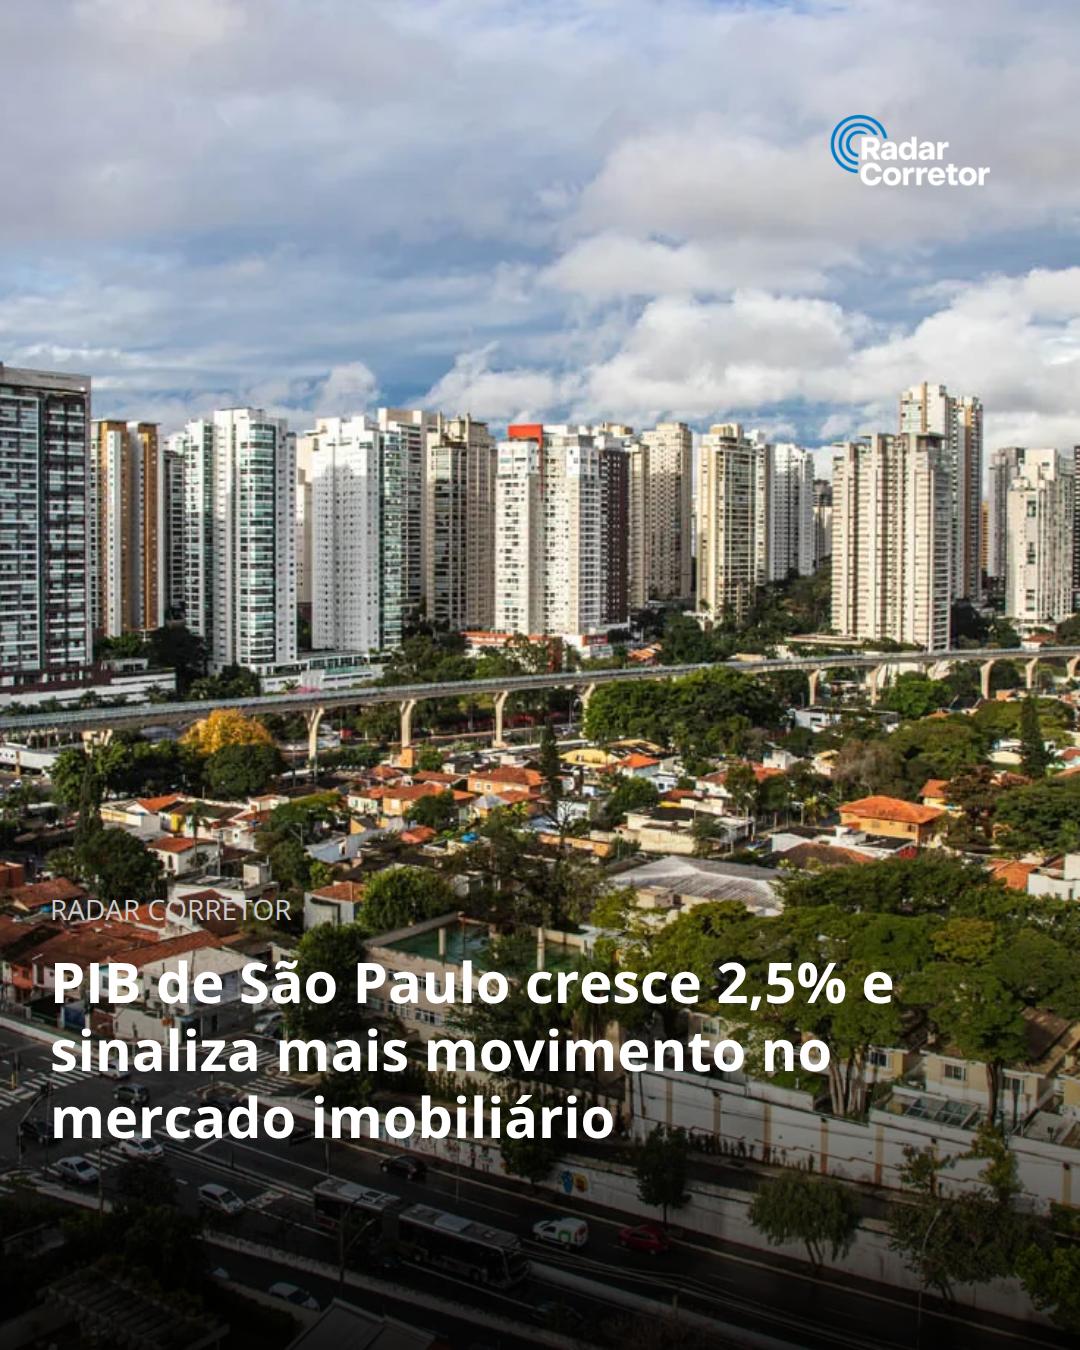 Radar
Corretor
RADAR CORRETOR
PIB de São Paulo cresce 2,5% e
sinaliza mais movimento no
mercado imobiliário